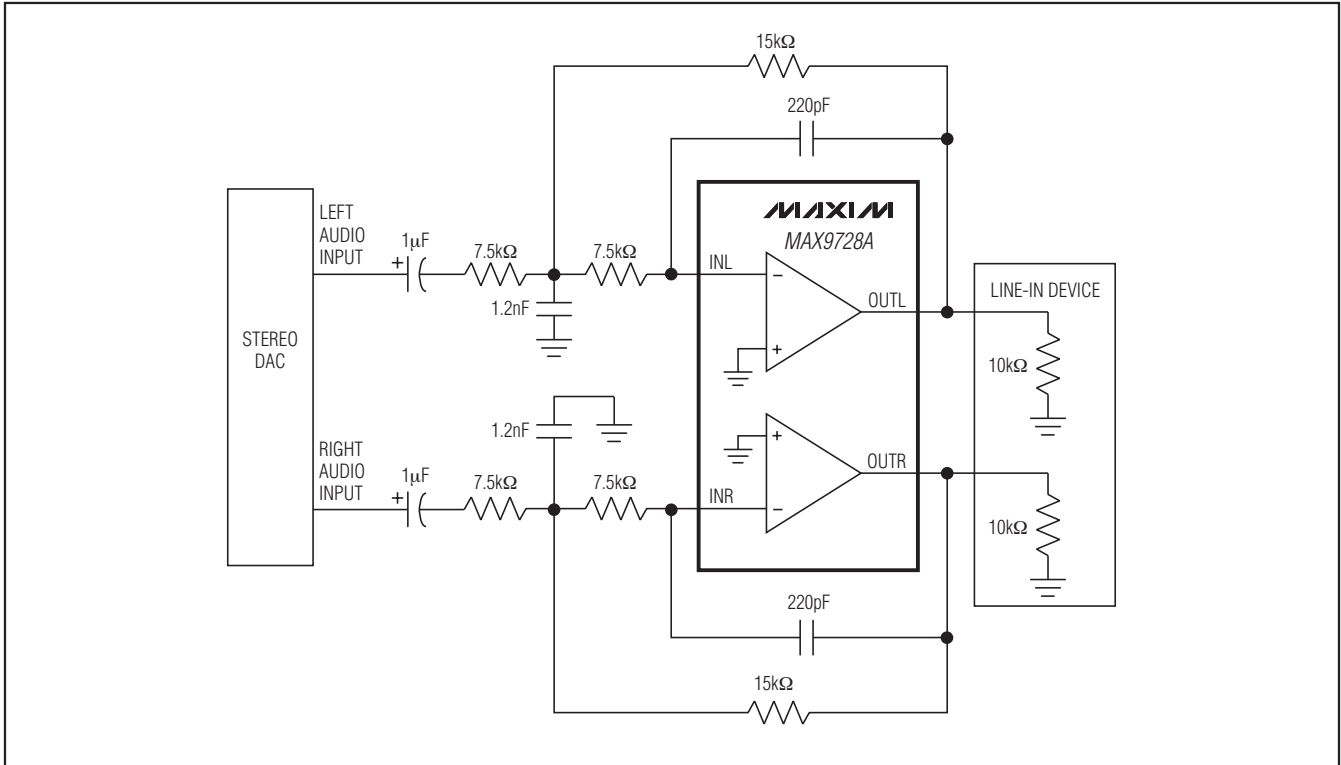 15kΩ
220pF
MAXIM
MAX9728A
LEFT
AUDIO
INPUT
1µF
+
7.5kΩ
7.5kΩ
INL
−
+
OUTL
1.2nF
LINE-IN DEVICE
10kΩ
STEREO
DAC
1.2nF
RIGHT
AUDIO
INPUT
1µF
+
7.5kΩ
7.5kΩ
INR
+
−
OUTR
10kΩ
220pF
15kΩ